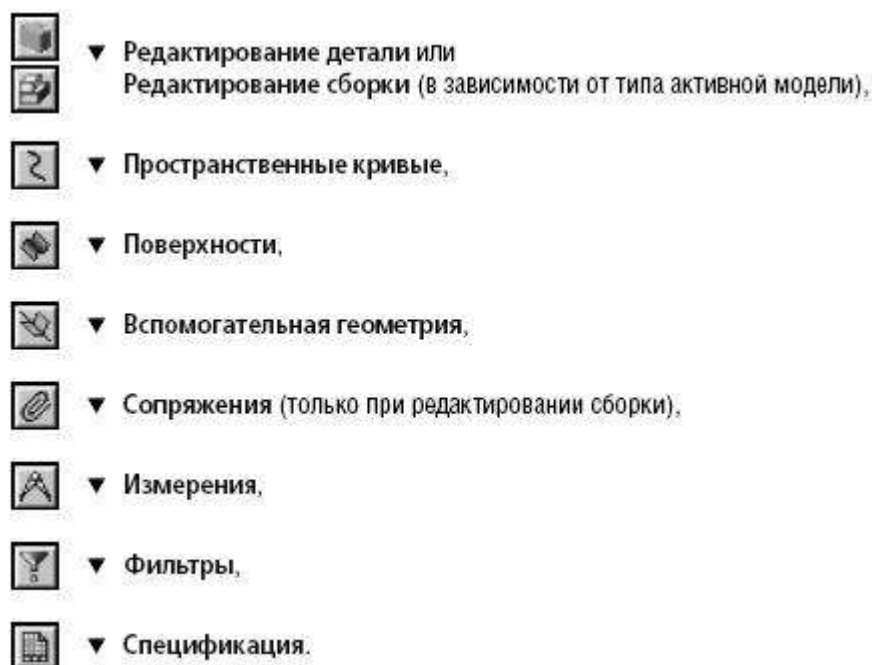 ▼ Редактирование детали или
Редактирование сборки (в зависимости от типа активной модели),
▼ Пространственные кривые,
▼ Поверхности,
▼ Вспомогательная геометрия,
▼ Сопряжения (только при редактировании сборки),
▼ Измерения,
▼ Фильтры,
▼ Спецификация.